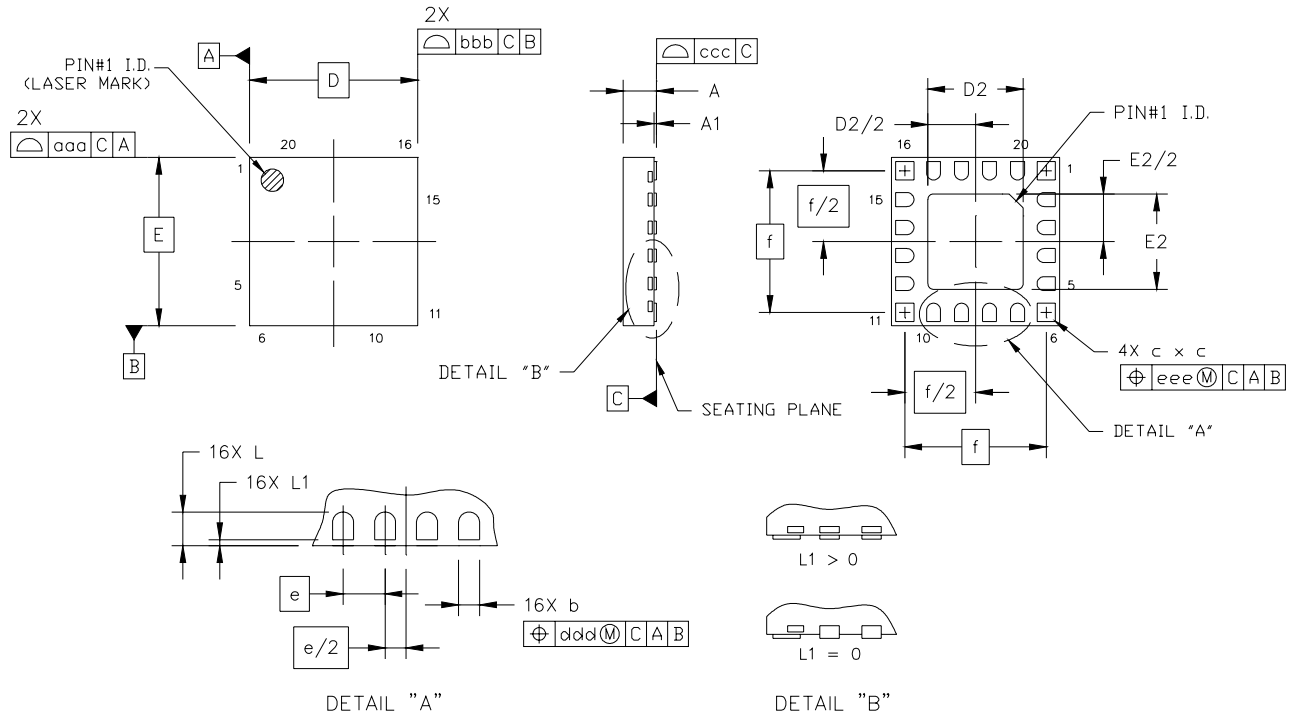 2X
bbb C B
A
D
PIN#1 I.D.
(LASER MARK)
2X
aaa C A
20
16
1
15
E
5
11
6
10
B
ccc C
A
A1
DETAIL "B"
C
SEATING PLANE
D2
D2/2
PIN#1 I.D.
E2/2
16
20
1
15
f/2
f
E2
5
11
10
6
4X c x c
⌖ eee Ⓜ C A B
f/2
DETAIL "A"
f
16X L
16X L1
e
16X b
⌖ ddd Ⓜ C A B
e/2
DETAIL "A"
L1 > 0
L1 = 0
DETAIL "B"